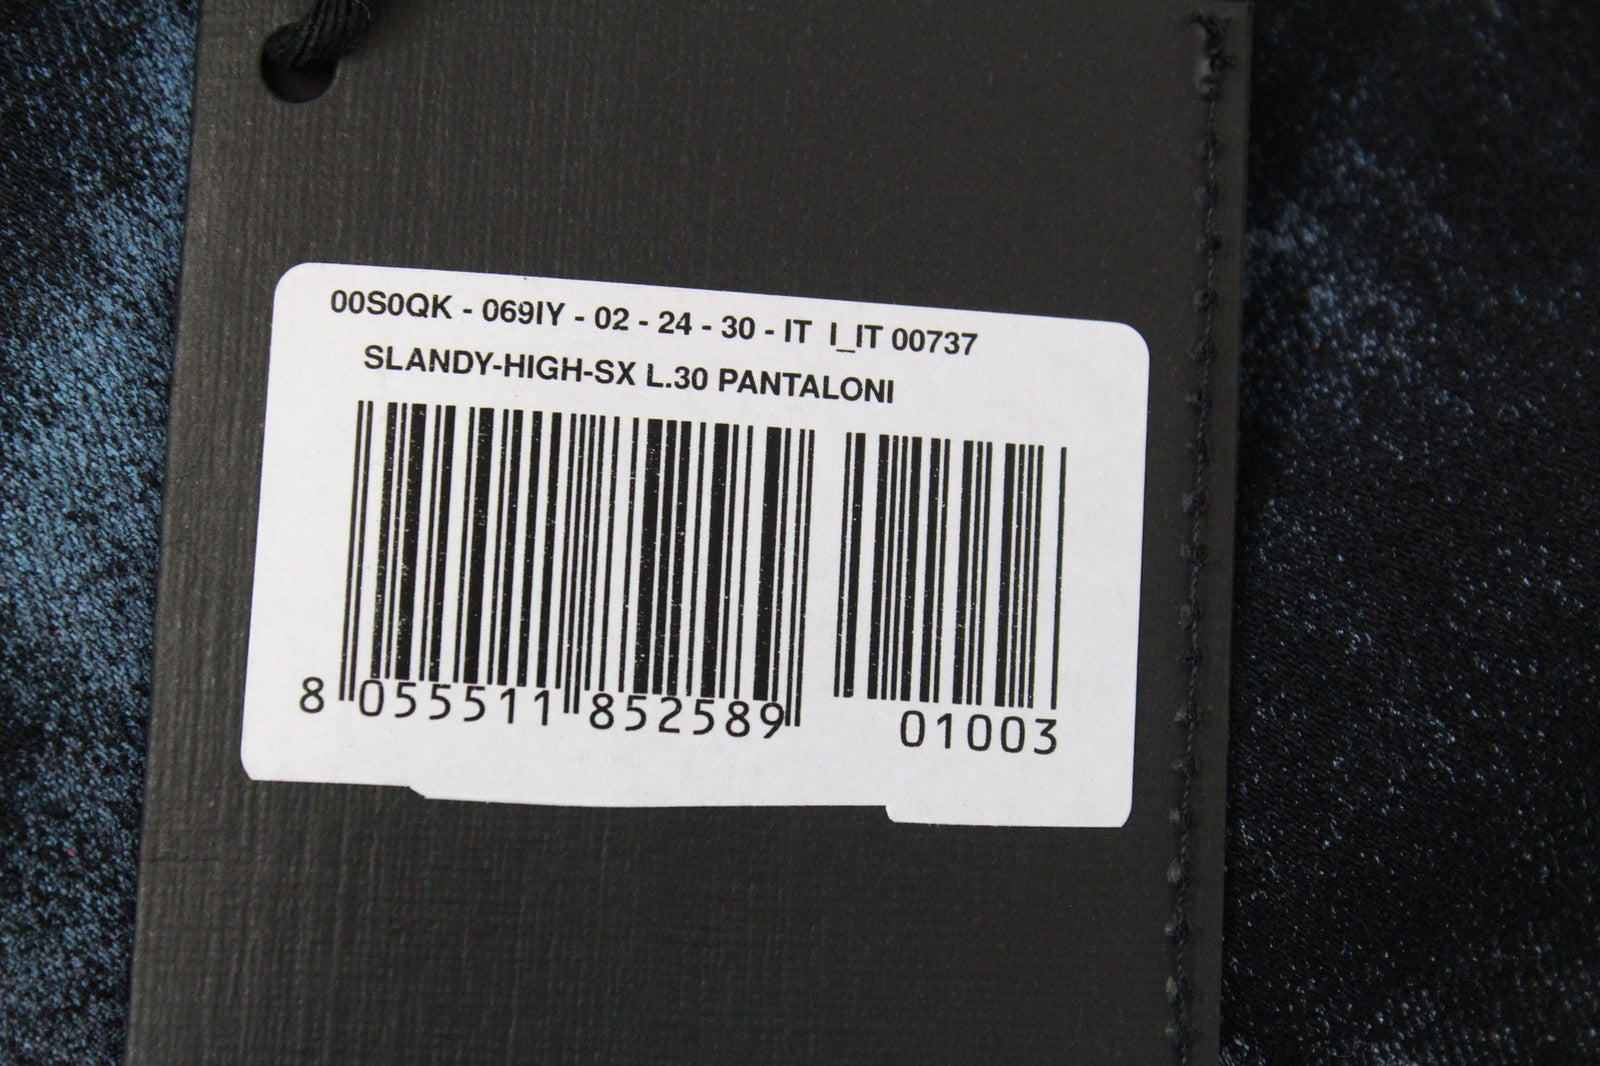 00S0QK - 069IY - 02 - 24 - 30 - IT I_IT 00737
SLANDY-HIGH-SX L.30 PANTALONI
8 055511 852589 01003